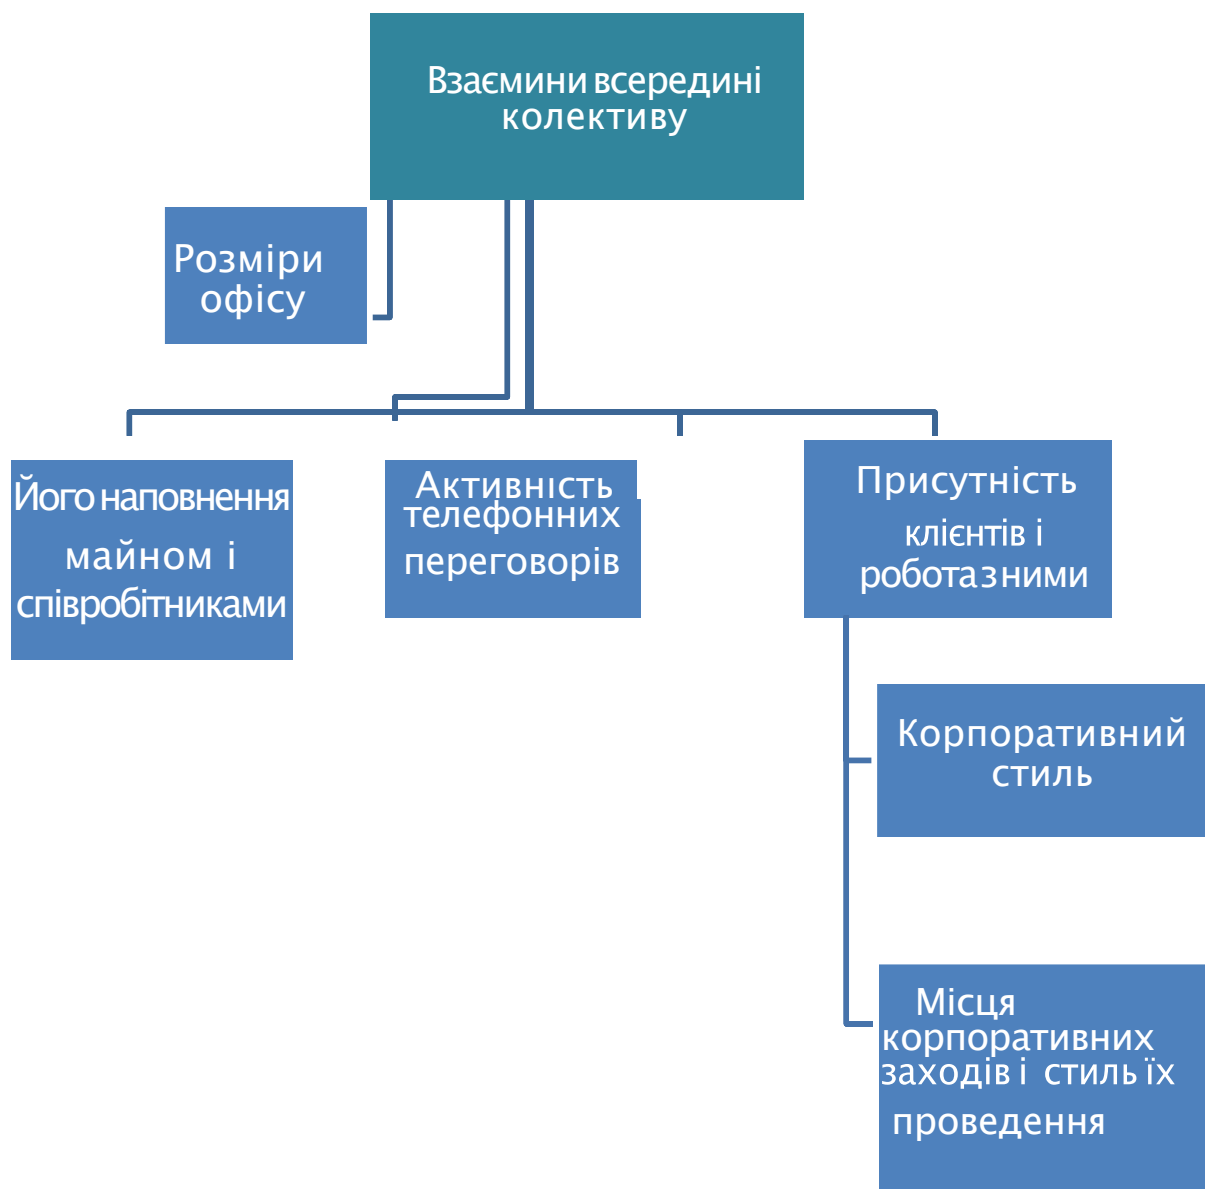 Взаємини всередині
колективу
Розміри
офісу
Його наповнення
майном і
співробітниками
Активність
телефонних
переговорів
Присутність
клієнтів і
робота з ними
Корпоративний
стиль
Місця
корпоративних
заходів і стиль їх
проведення